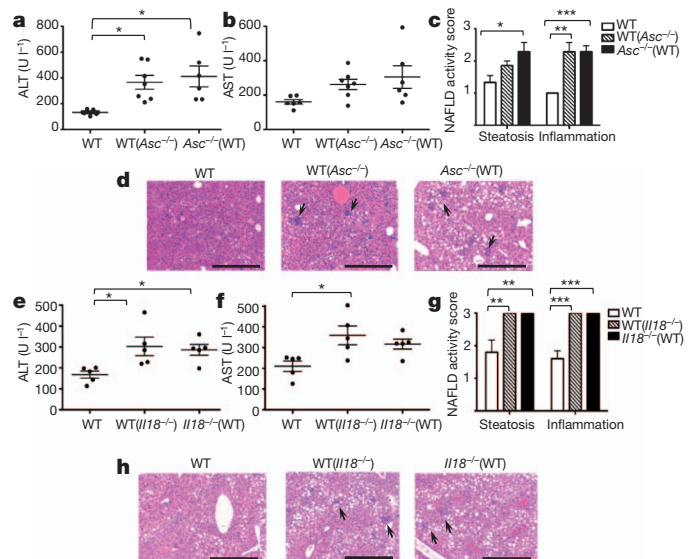 a
ALT (U l⁻¹)
800
600
400
200
0
WT
WT(Asc⁻/⁻)
Asc⁻/⁻(WT)
*
*
b
AST (U l⁻¹)
800
600
400
200
0
WT
WT(Asc⁻/⁻)
Asc⁻/⁻(WT)
c
NAFLD activity score
3
2
1
0
Steatosis
Inflammation
*
**
***
WT
WT(Asc⁻/⁻)
Asc⁻/⁻(WT)
d
WT
WT(Asc⁻/⁻)
Asc⁻/⁻(WT)
e
ALT (U l⁻¹)
500
400
300
200
100
0
WT
WT(Il18⁻/⁻)
Il18⁻/⁻(WT)
*
*
f
AST (U l⁻¹)
600
500
400
300
200
100
0
WT
WT(Il18⁻/⁻)
Il18⁻/⁻(WT)
*
g
NAFLD activity score
3
2
1
0
Steatosis
Inflammation
**
**
***
***
WT
WT(Il18⁻/⁻)
Il18⁻/⁻(WT)
h
WT
WT(Il18⁻/⁻)
Il18⁻/⁻(WT)